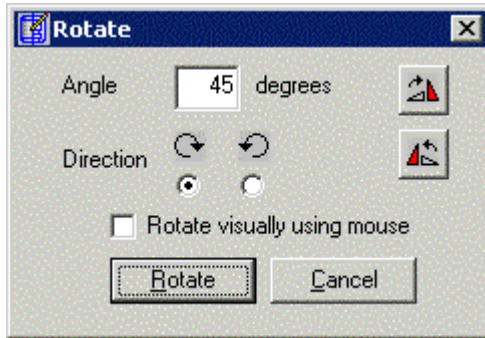 Rotate
Angle 45 degrees
Direction
Rotate visually using mouse
Rotate Cancel